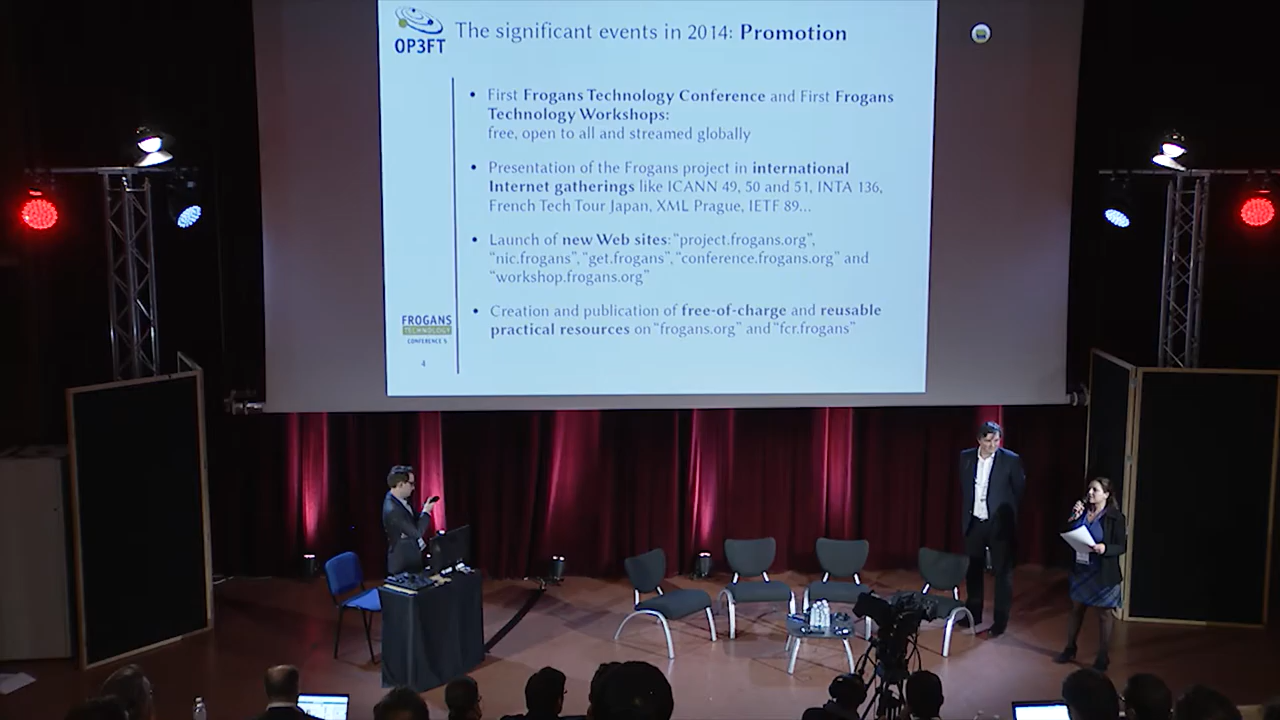 OP3FT
The significant events in 2014: Promotion
• First Frogans Technology Conference and First Frogans
Technology Workshops:
free, open to all and streamed globally
• Presentation of the Frogans project in international
Internet gatherings like ICANN 49, 50 and 51, INTA 136,
French Tech Tour Japan, XML Prague, IETF 89...
• Launch of new Web sites: "project.frogans.org",
"nic.frogans", "get.frogans", "conference.frogans.org" and
"workshop.frogans.org"
• Creation and publication of free-of-charge and reusable
practical resources on "frogans.org" and "fcr.frogans"
FROGANS
TECHNOLOGY
CONFERENCE 5
4